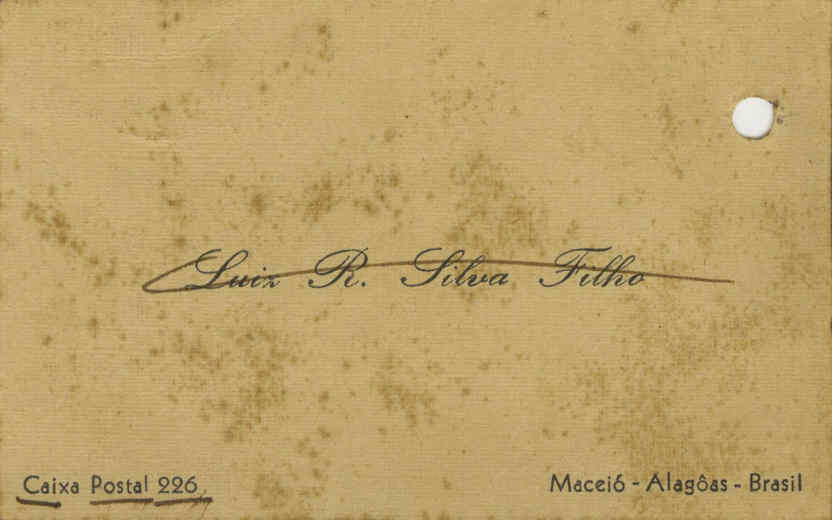 Luiz R. Silva Filho
Caixa Postal 226
Maceió - Alagôas - Brasil